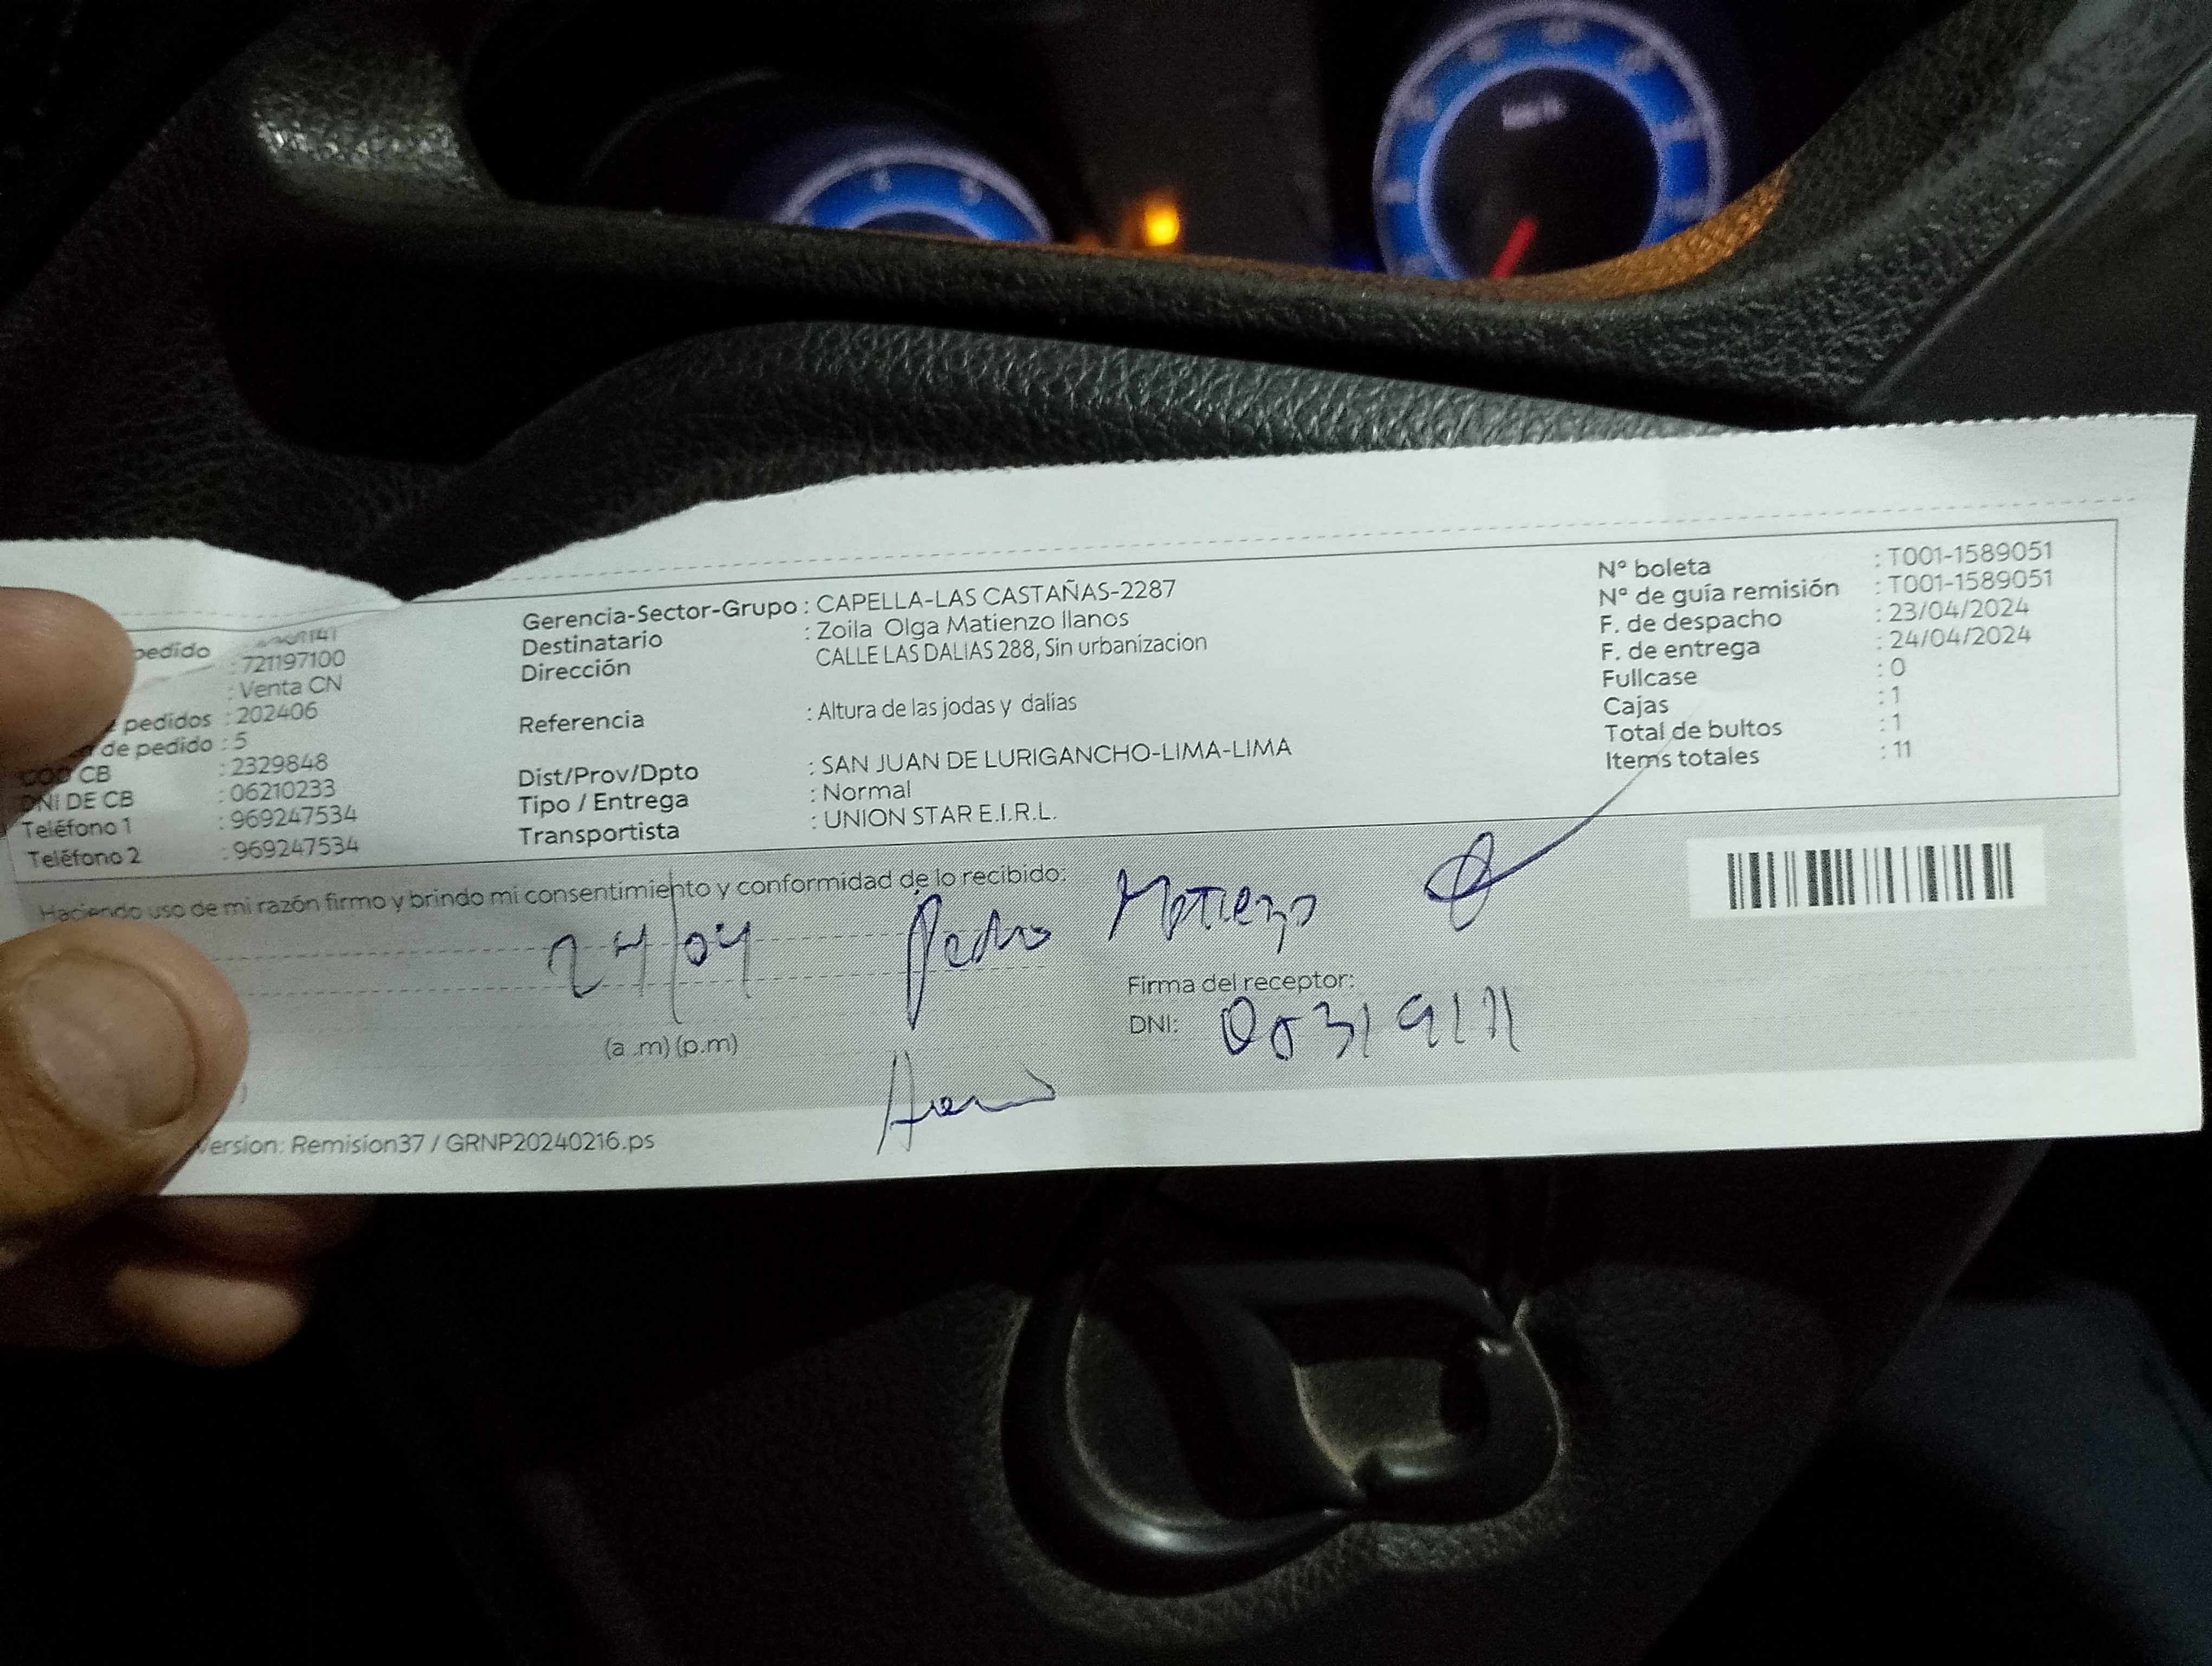 pedido
: 721197100
: Venta CN
pedidos : 202406
de pedido : 5
COD CB : 2329848
DNI DE CB : 06210233
Teléfono 1 : 969247534
Teléfono 2 : 969247534
Gerencia-Sector-Grupo : CAPELLA-LAS CASTAÑAS-2287
Destinatario : Zoila Olga Matienzo llanos
Dirección CALLE LAS DALIAS 288, Sin urbanizacion
Referencia : Altura de las jodas y dalias
Dist/Prov/Dpto : SAN JUAN DE LURIGANCHO-LIMA-LIMA
Tipo / Entrega : Normal
Transportista : UNION STAR E.I.R.L.
N° boleta : T001-1589051
N° de guía remisión : T001-1589051
F. de despacho : 23/04/2024
F. de entrega : 24/04/2024
Fullcase : 0
Cajas : 1
Total de bultos : 1
Items totales : 11
Haciendo uso de mi razón firmo y brindo mi consentimiento y conformidad de lo recibido:
24/04 Pedro Matienzo
(a .m) (p.m)
Firma del receptor:
DNI:
Version: Remision37 / GRNP20240216.ps